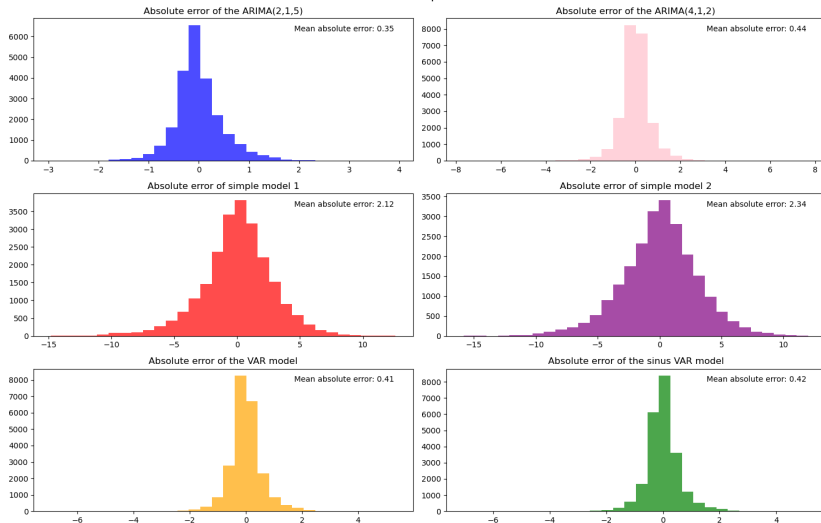 Absolute error of the ARIMA(2,1,5)
Mean absolute error: 0.35
6000
5000
4000
3000
2000
1000
0
−3 −2 −1 0 1 2 3 4
Absolute error of the ARIMA(4,1,2)
Mean absolute error: 0.44
8000
7000
6000
5000
4000
3000
2000
1000
0
−8 −6 −4 −2 0 2 4 6 8
Absolute error of simple model 1
Mean absolute error: 2.12
3500
3000
2500
2000
1500
1000
500
0
−15 −10 −5 0 5 10
Absolute error of simple model 2
Mean absolute error: 2.34
3500
3000
2500
2000
1500
1000
500
0
−15 −10 −5 0 5 10
Absolute error of the VAR model
Mean absolute error: 0.41
8000
7000
6000
5000
4000
3000
2000
1000
0
−6 −4 −2 0 2 4
Absolute error of the sinus VAR model
Mean absolute error: 0.42
8000
7000
6000
5000
4000
3000
2000
1000
0
−6 −4 −2 0 2 4